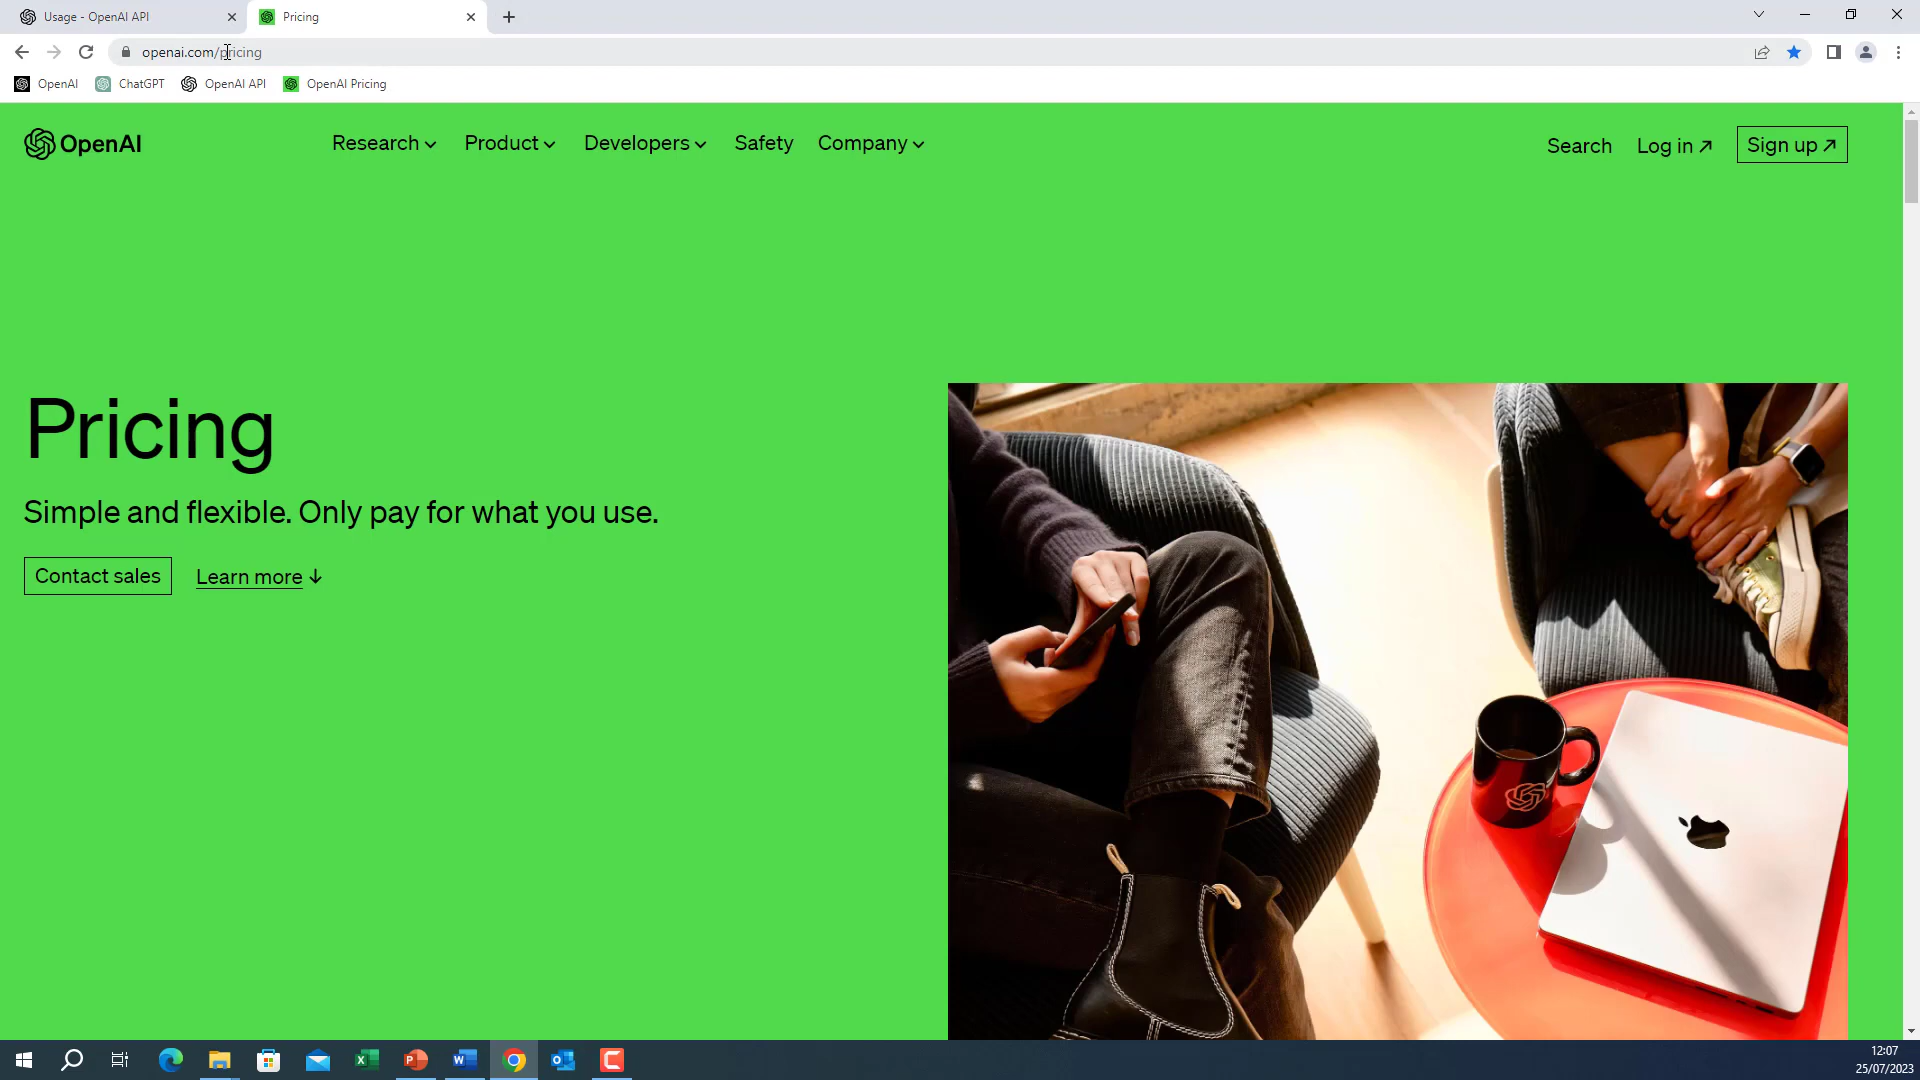 Usage - OpenAI API
Pricing
openai.com/pricing
OpenAI ChatGPT OpenAI API OpenAI Pricing
OpenAI Research Product Developers Safety Company Search Log in ↗ Sign up ↗
Pricing
Simple and flexible. Only pay for what you use.
Contact sales Learn more ↓
12:07
25/07/2023